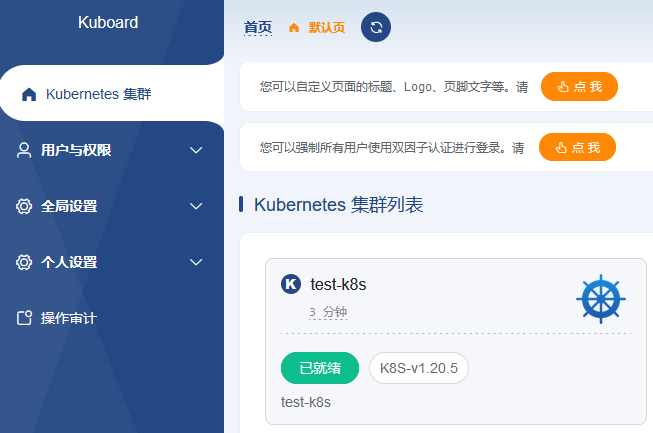 Kuboard
首页 默认页
Kubernetes 集群
您可以自定义页面的标题、Logo、页脚文字等。请 点 我
用户与权限
您可以强制所有用户使用双因子认证进行登录。请 点 我
全局设置
Kubernetes 集群列表
个人设置
操作审计
K test-k8s
3 分钟
已就绪 K8S-v1.20.5
test-k8s